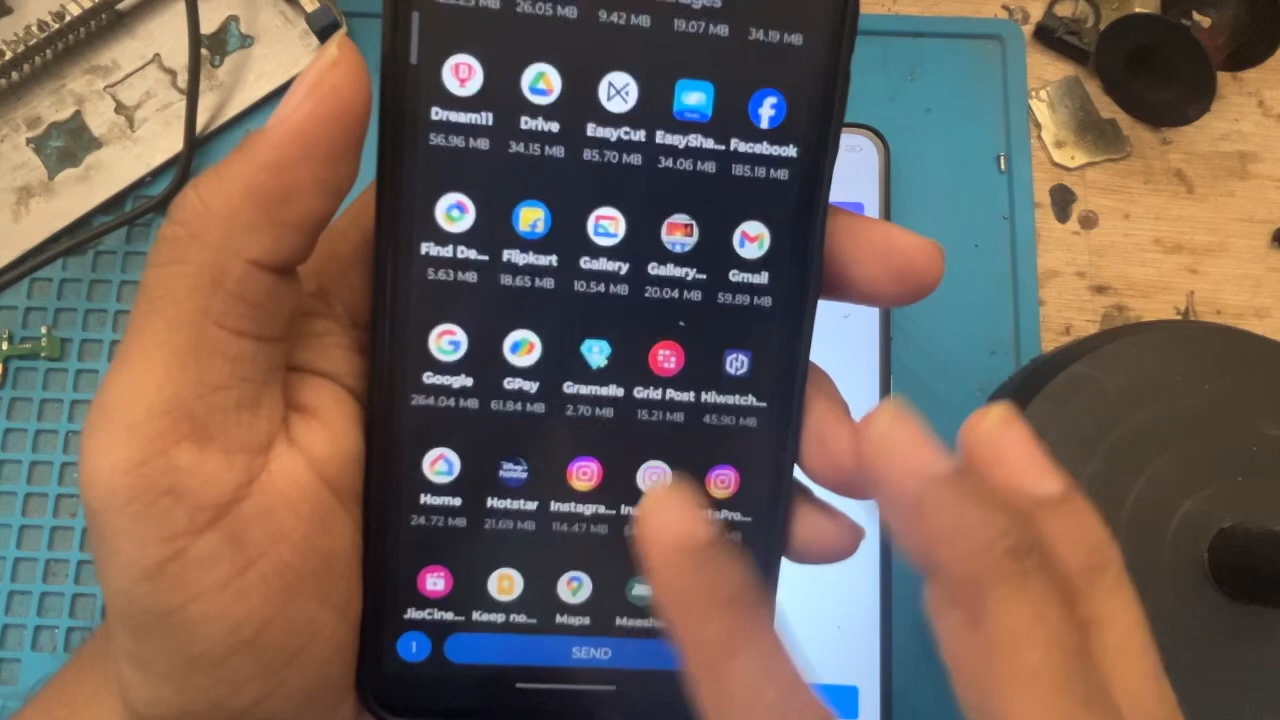 26.05 MB 9.42 MB 19.07 MB 34.19 MB
Dream11 Drive EasyCut EasySha... Facebook
56.96 MB 34.15 MB 85.70 MB 34.06 MB 185.18 MB
Find De... Flipkart Gallery Gallery... Gmail
5.63 MB 18.65 MB 10.54 MB 20.04 MB 59.89 MB
Google GPay Gramelle Grid Post Hiwatch...
264.04 MB 61.84 MB 2.70 MB 15.21 MB 45.90 MB
Home Hotstar Instagra...
24.72 MB 21.69 MB 114.47 MB
JioCine... Keep no... Maps
1 SEND